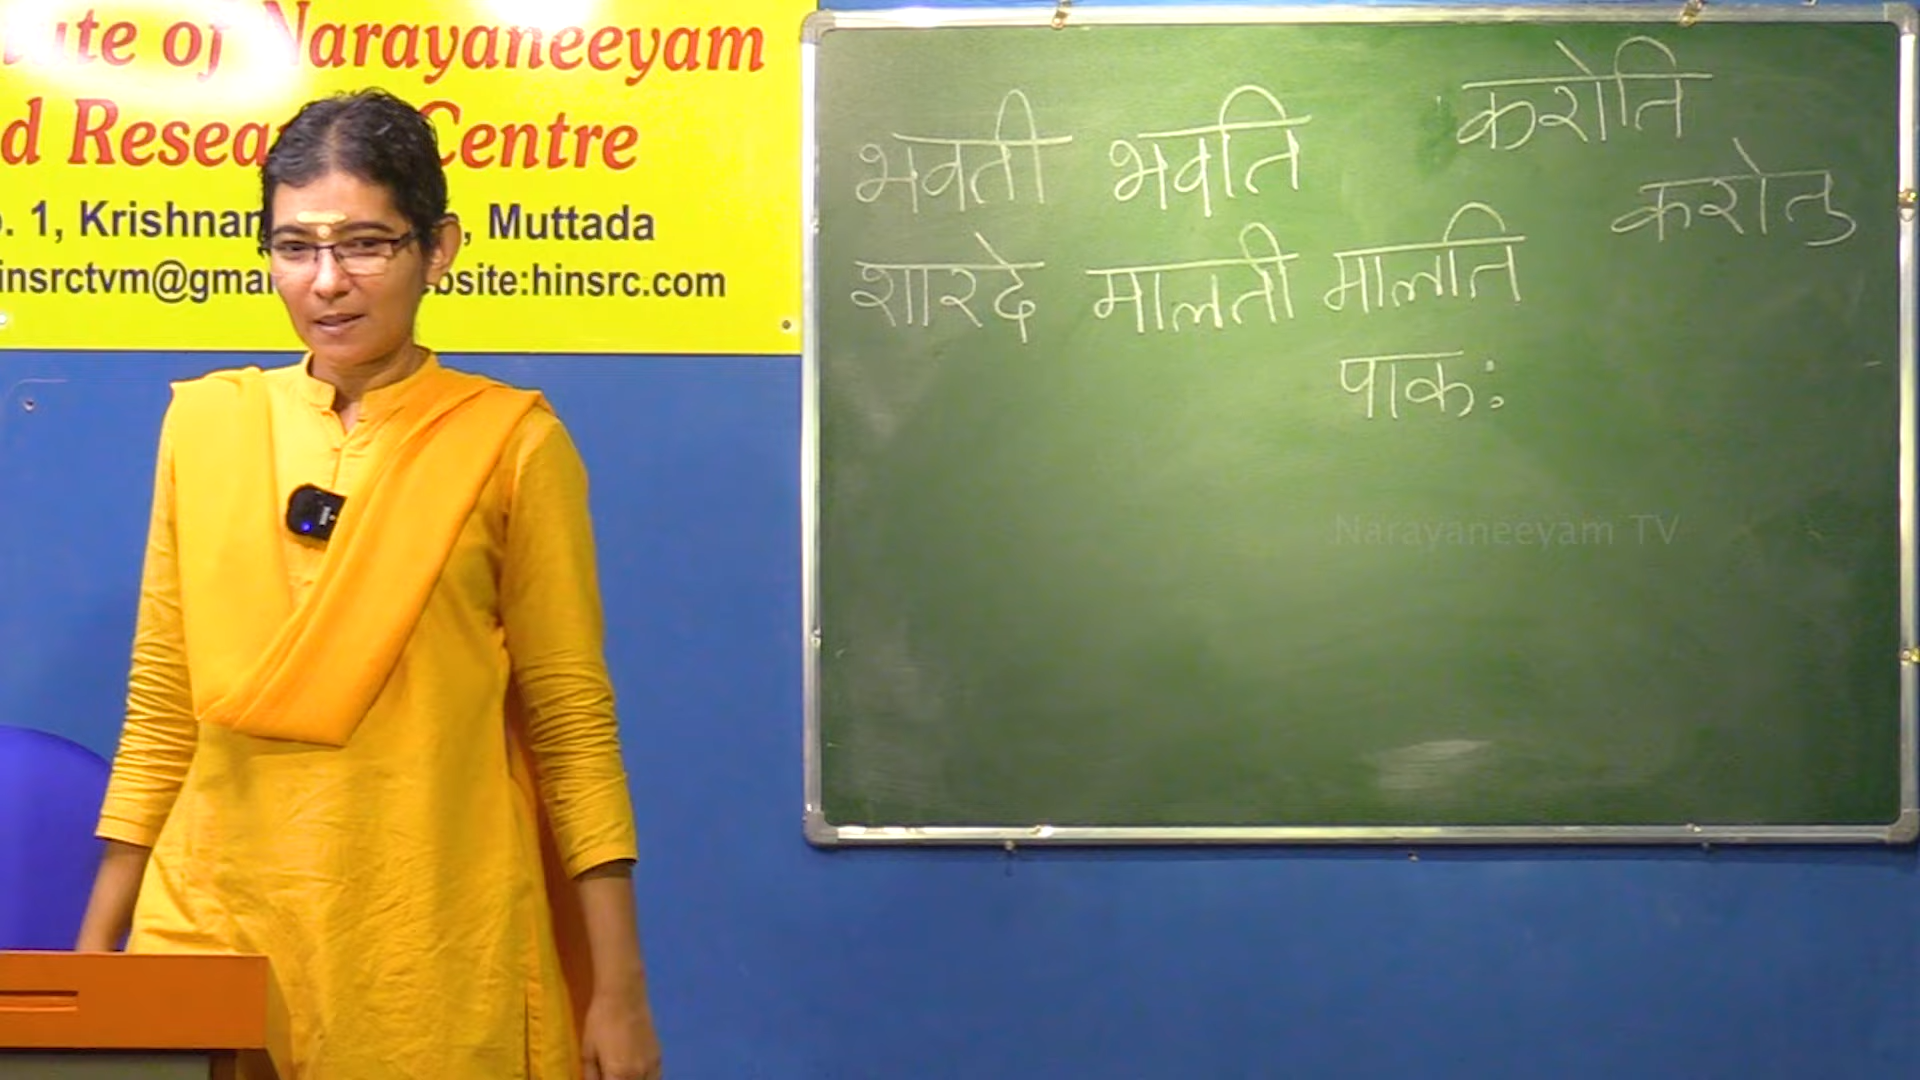 tute of Narayaneeyam
d Resea Centre
. 1, Krishnan , Muttada
insrctvm@gmai bsite:hinsrc.com
करोति
भवती भवति
करोतु
शारदे मालती मालति
पाकः
Narayaneeyam TV